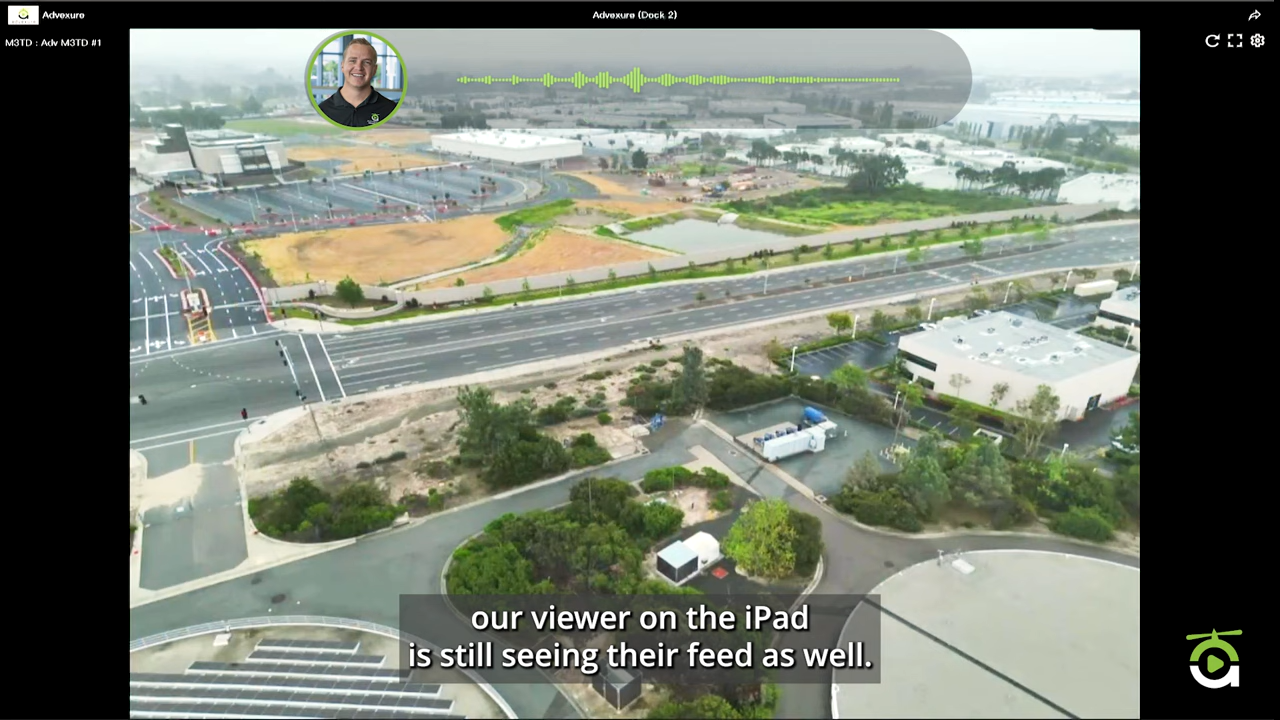 Advexure
Advexure (Dock 2)
M3TD : Adv M3TD #1
our viewer on the iPad
is still seeing their feed as well.